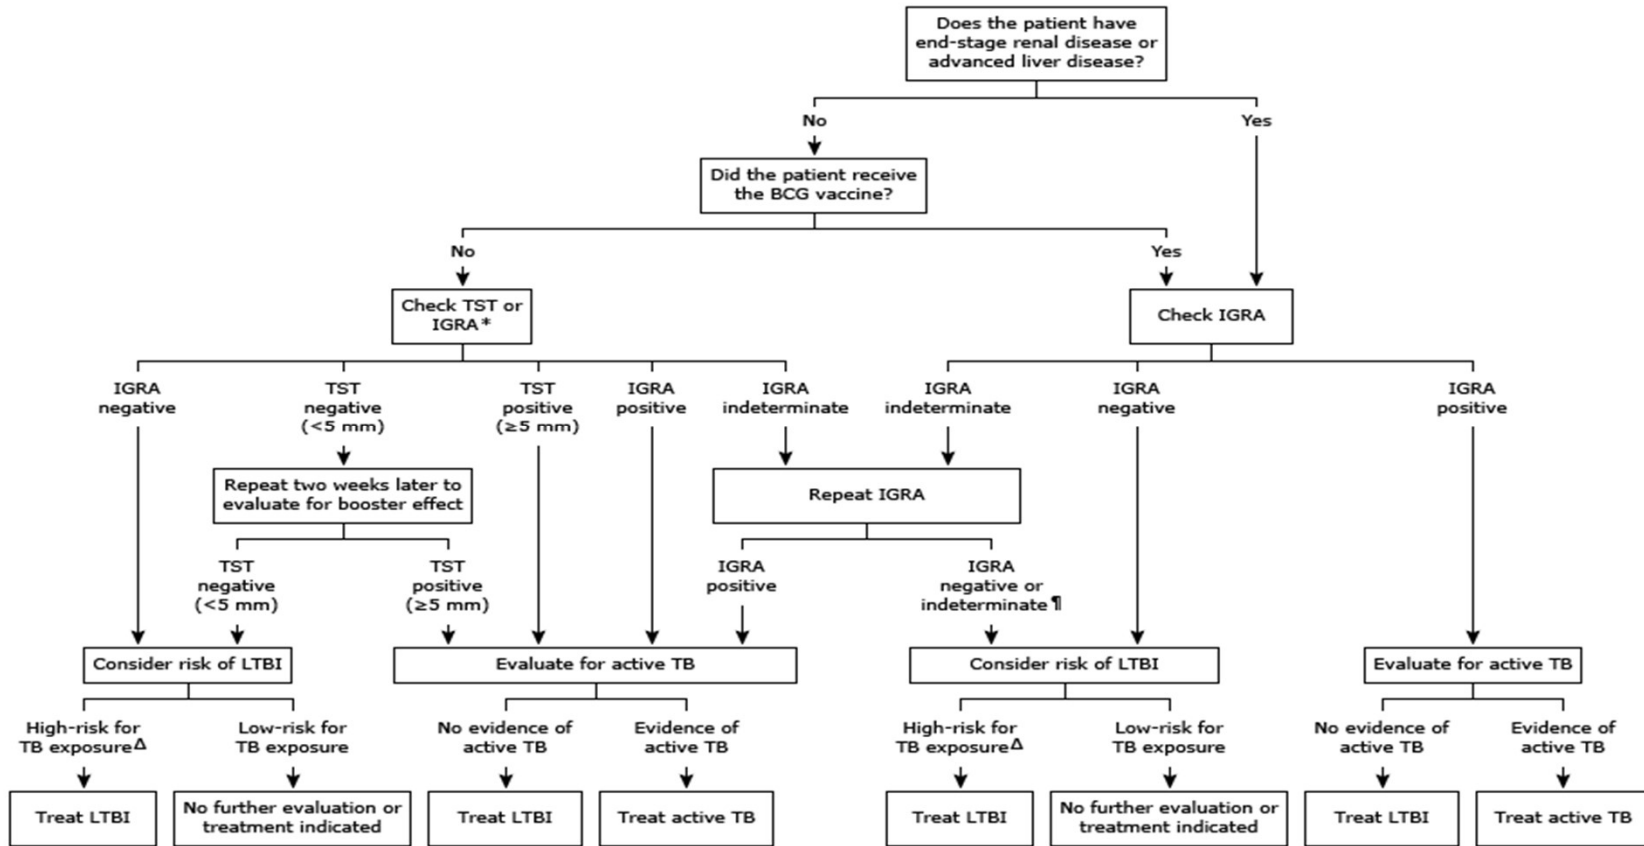 Does the patient have
end-stage renal disease or
advanced liver disease?
No
Yes
Did the patient receive
the BCG vaccine?
No
Yes
Check TST or
IGRA*
Check IGRA
IGRA
negative
TST
negative
(<5 mm)
TST
positive
(≥5 mm)
IGRA
positive
IGRA
indeterminate
IGRA
indeterminate
IGRA
negative
IGRA
positive
Repeat two weeks later to
evaluate for booster effect
Repeat IGRA
TST
negative
(<5 mm)
TST
positive
(≥5 mm)
IGRA
positive
IGRA
negative or
indeterminate¶
Consider risk of LTBI
Evaluate for active TB
Consider risk of LTBI
Evaluate for active TB
High-risk for
TB exposureΔ
Low-risk for
TB exposure
No evidence of
active TB
Evidence of
active TB
High-risk for
TB exposureΔ
Low-risk for
TB exposure
No evidence of
active TB
Evidence of
active TB
Treat LTBI
No further evaluation or
treatment indicated
Treat LTBI
Treat active TB
Treat LTBI
No further evaluation or
treatment indicated
Treat LTBI
Treat active TB